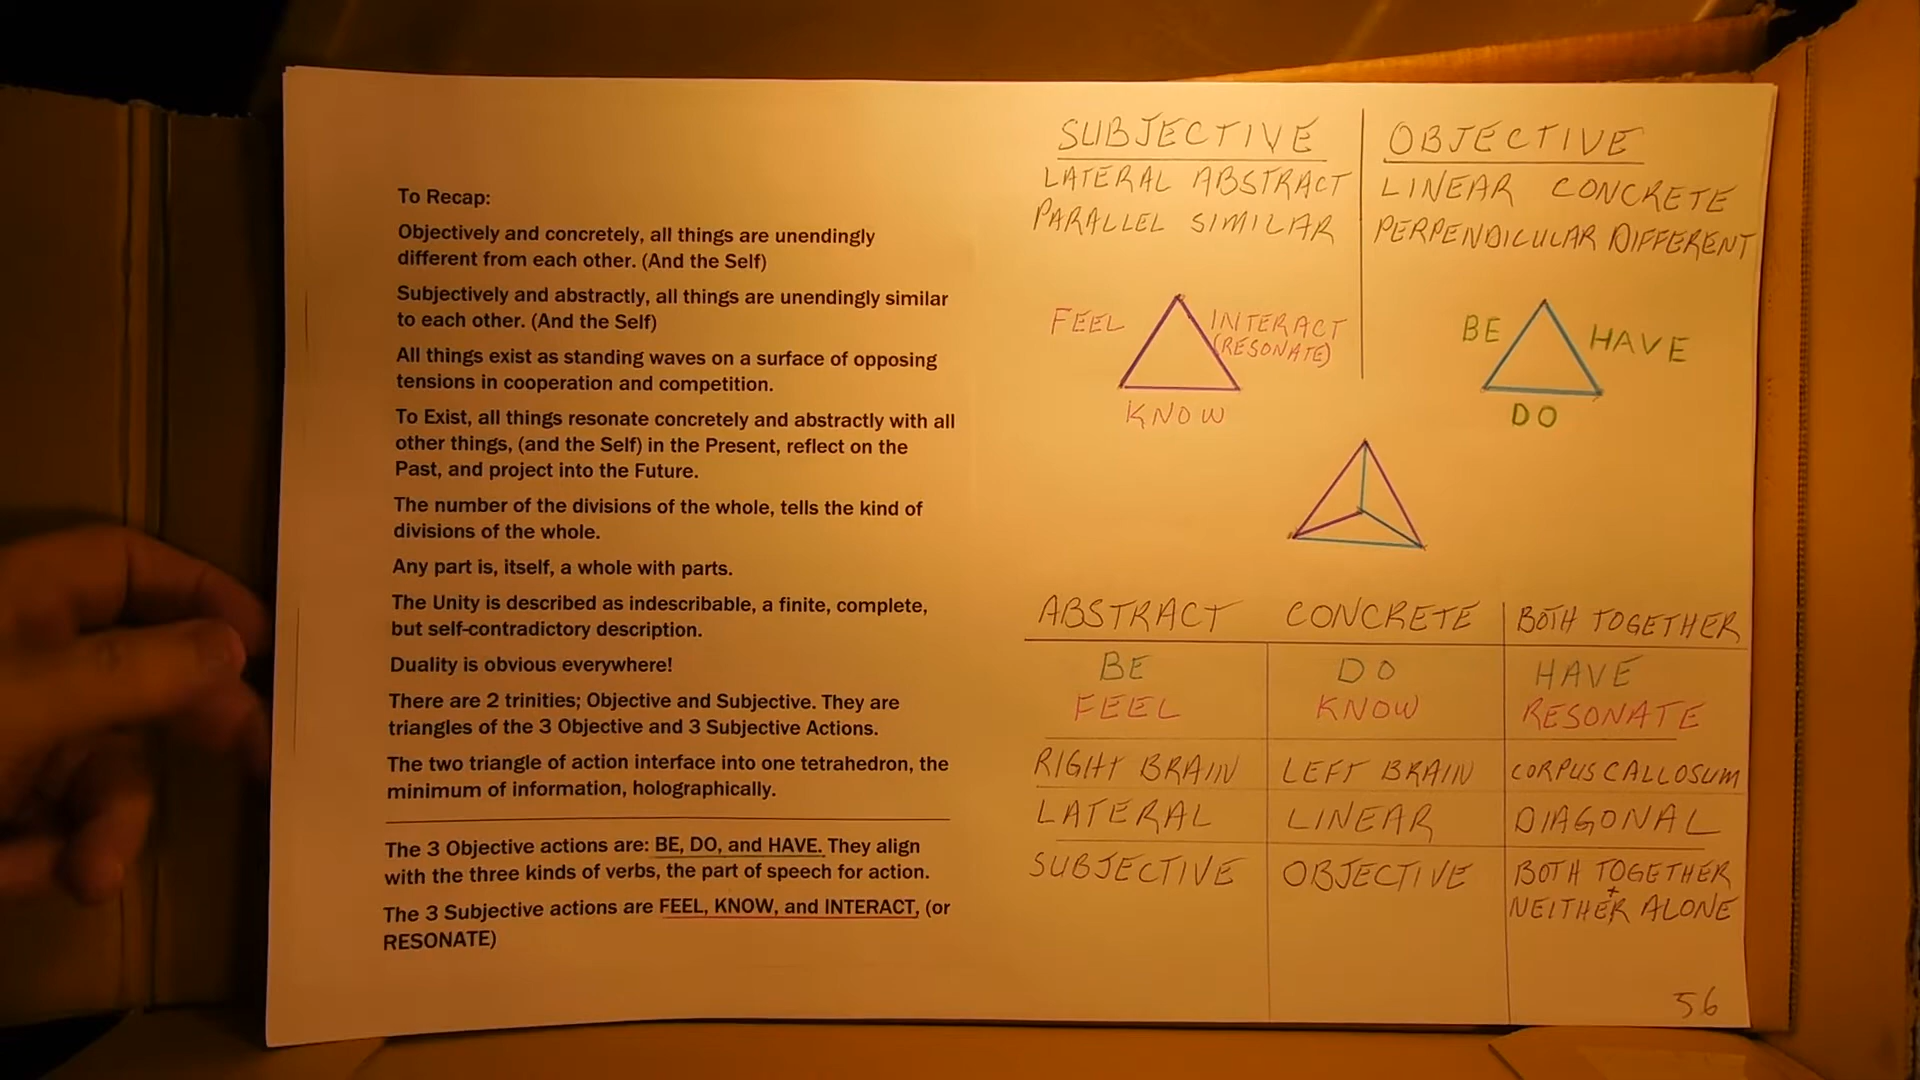 To Recap:
Objectively and concretely, all things are unendingly
different from each other. (And the Self)
Subjectively and abstractly, all things are unendingly similar
to each other. (And the Self)
All things exist as standing waves on a surface of opposing
tensions in cooperation and competition.
To Exist, all things resonate concretely and abstractly with all
other things, (and the Self) in the Present, reflect on the
Past, and project into the Future.
The number of the divisions of the whole, tells the kind of
divisions of the whole.
Any part is, itself, a whole with parts.
The Unity is described as indescribable, a finite, complete,
but self-contradictory description.
Duality is obvious everywhere!
There are 2 trinities; Objective and Subjective. They are
triangles of the 3 Objective and 3 Subjective Actions.
The two triangle of action interface into one tetrahedron, the
minimum of information, holographically.
The 3 Objective actions are: BE, DO, and HAVE. They align
with the three kinds of verbs, the part of speech for action.
The 3 Subjective actions are FEEL, KNOW, and INTERACT, (or
RESONATE)
SUBJECTIVE
LATERAL ABSTRACT
PARALLEL SIMILAR
FEEL
INTERACT
(RESONATE)
KNOW
OBJECTIVE
LINEAR CONCRETE
PERPENDICULAR DIFFERENT
BE
HAVE
DO
ABSTRACT CONCRETE BOTH TOGETHER
BE DO HAVE
FEEL KNOW RESONATE
RIGHT BRAIN LEFT BRAIN CORPUS CALLOSUM
LATERAL LINEAR DIAGONAL
SUBJECTIVE OBJECTIVE BOTH TOGETHER
+
NEITHER ALONE
56